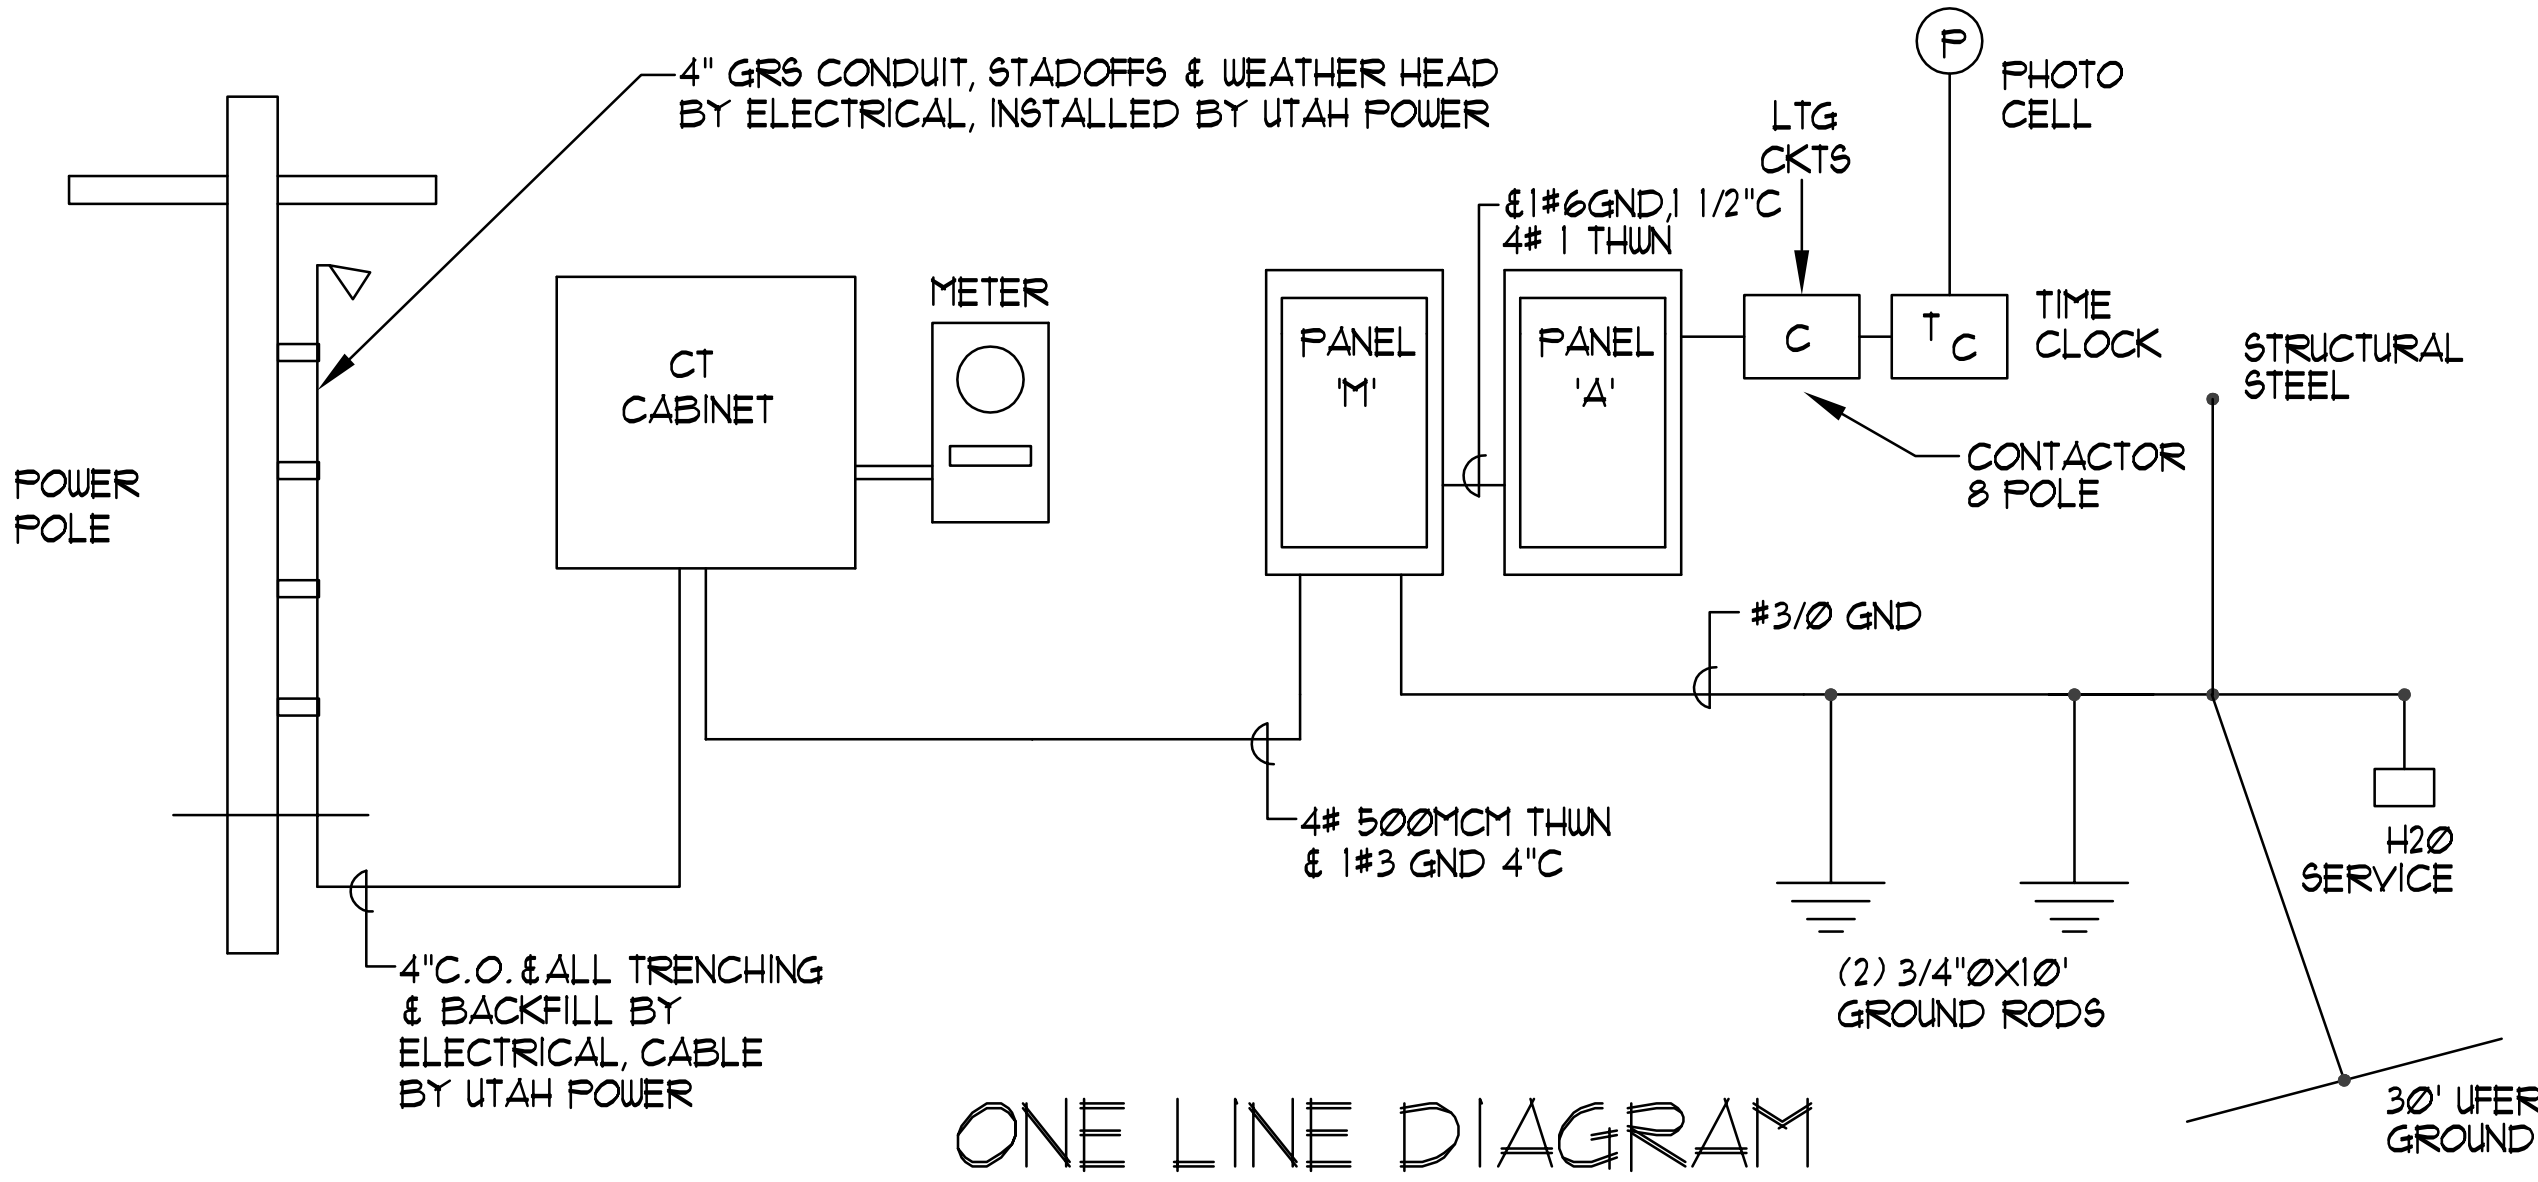 4" GRS CONDUIT, STADOFFS & WEATHER HEAD
BY ELECTRICAL, INSTALLED BY UTAH POWER
P
PHOTO
CELL
LTG
CKTS
&1#6GND,1 1/2"C
4# 1 THWN
CT
CABINET
METER
PANEL
'M'
PANEL
'A'
C
T
C
TIME
CLOCK
STRUCTURAL
STEEL
CONTACTOR
8 POLE
POWER
POLE
#3/0 GND
4# 500MCM THWN
& 1#3 GND 4"C
H20
SERVICE
4"C.O.&ALL TRENCHING
& BACKFILL BY
ELECTRICAL, CABLE
BY UTAH POWER
(2) 3/4"0X10'
GROUND RODS
30' UFER
GROUND
ONE LINE DIAGRAM